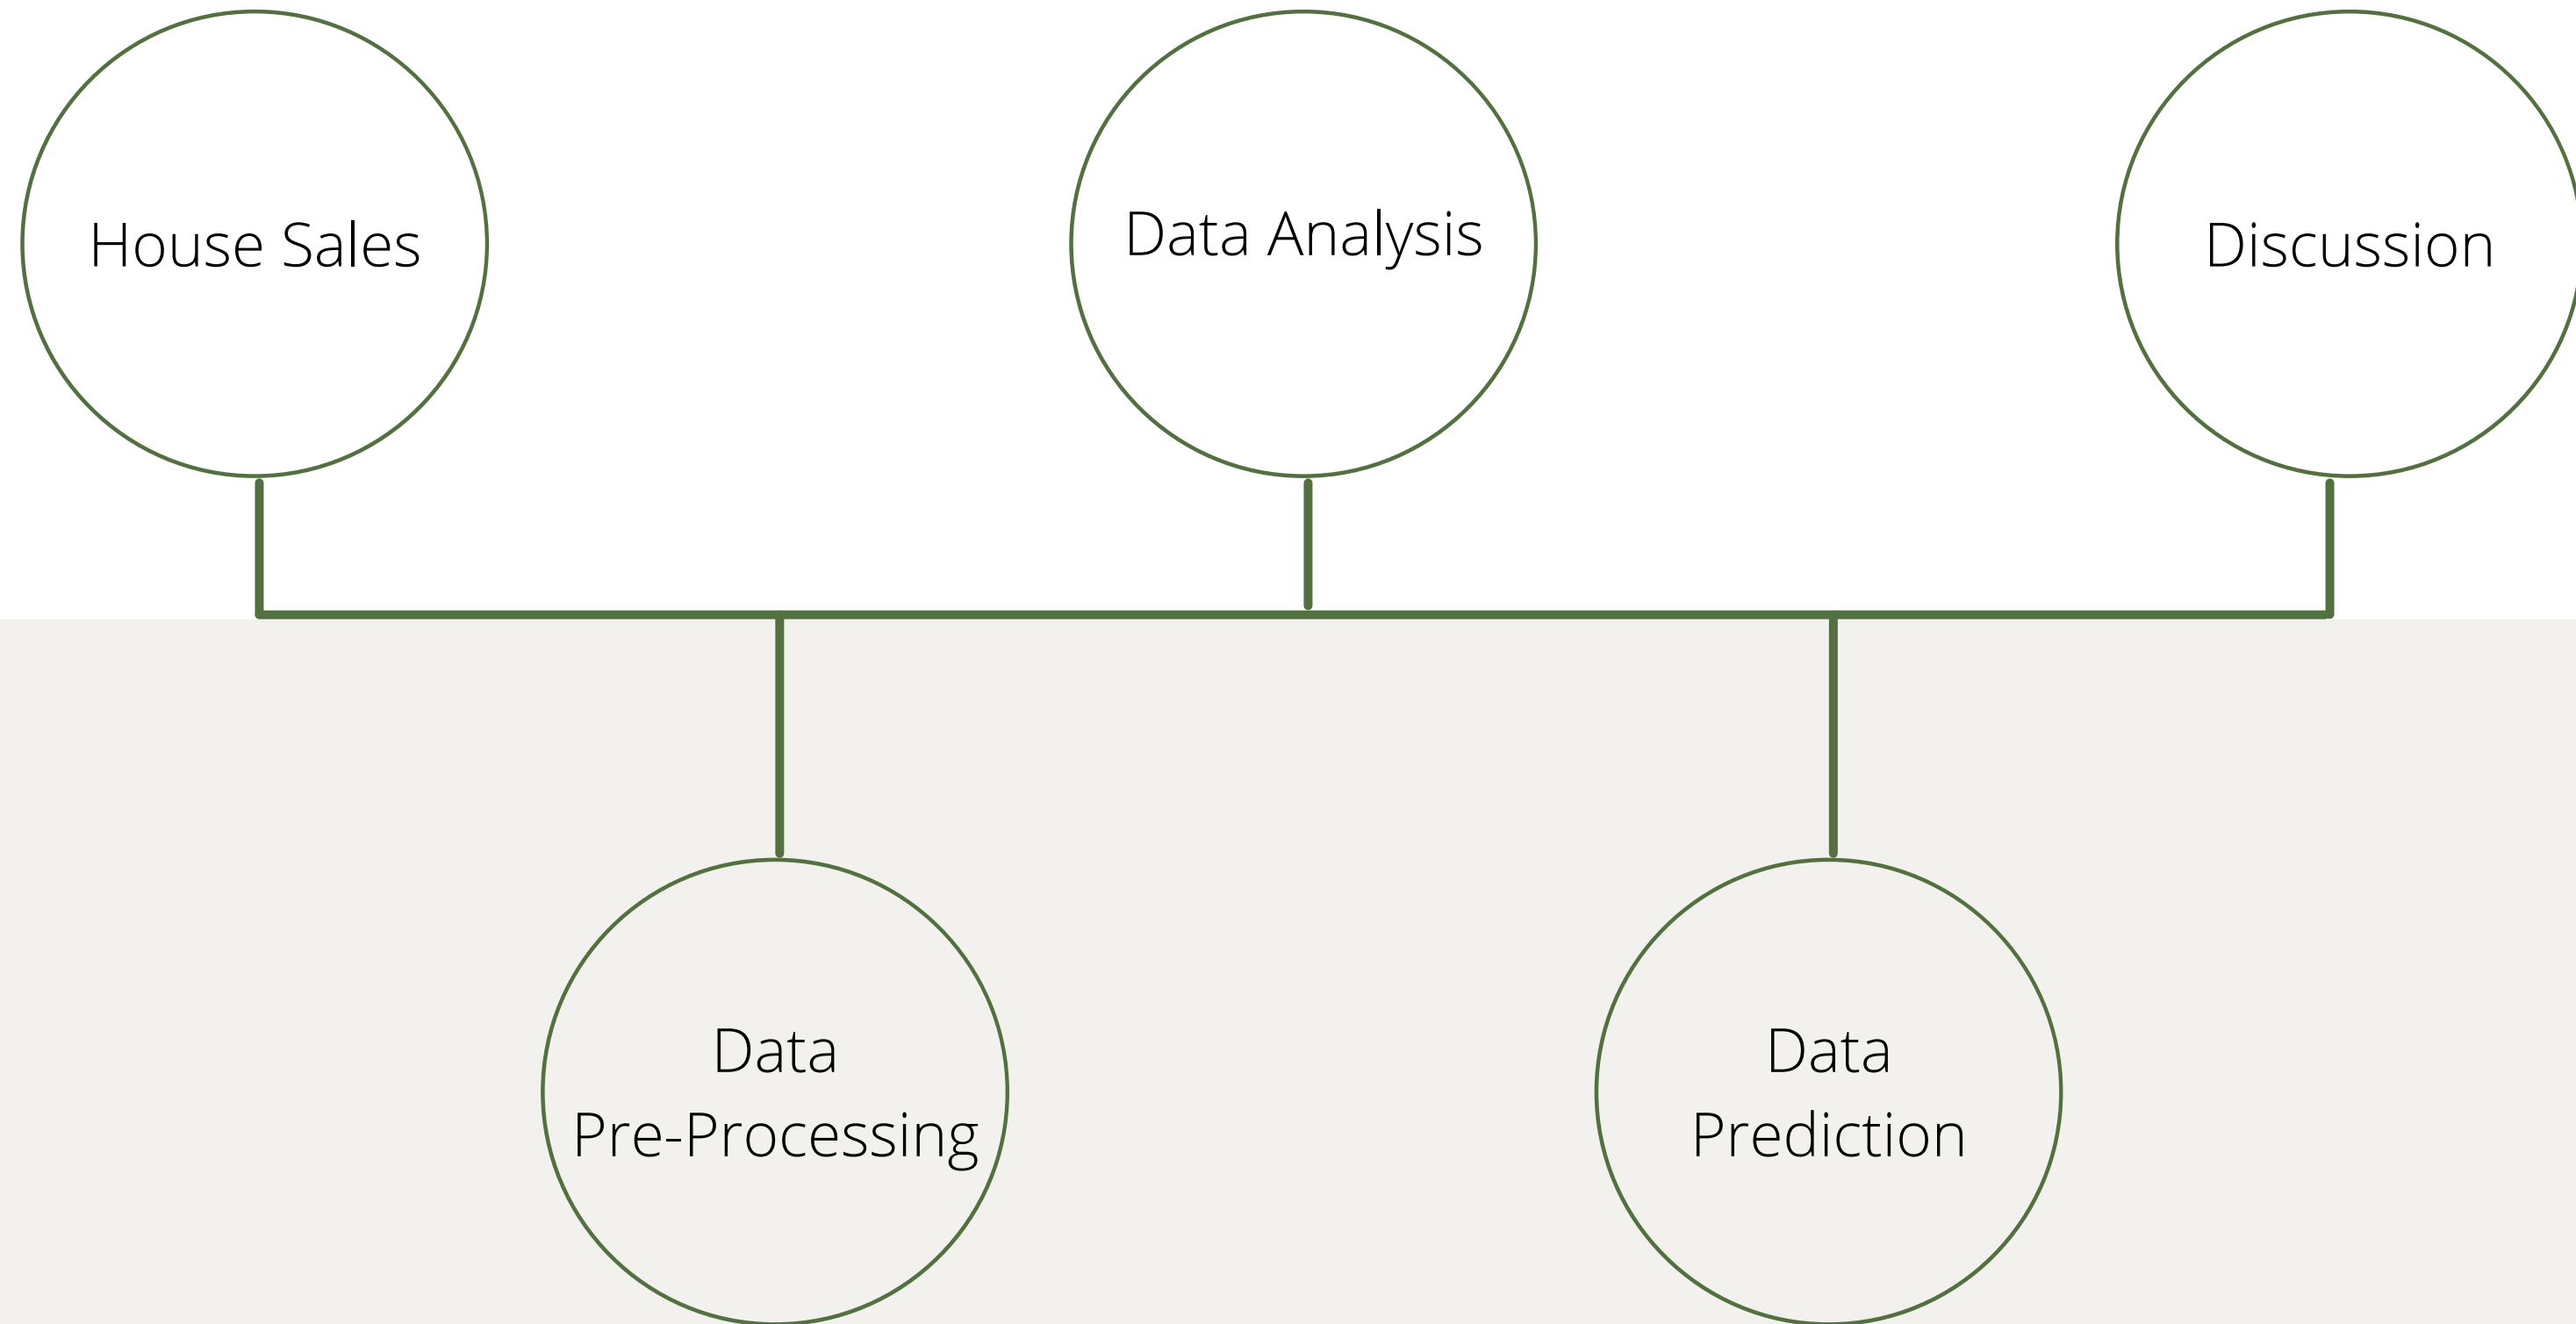 House Sales
Data Analysis
Discussion
Data
Pre-Processing
Data
Prediction